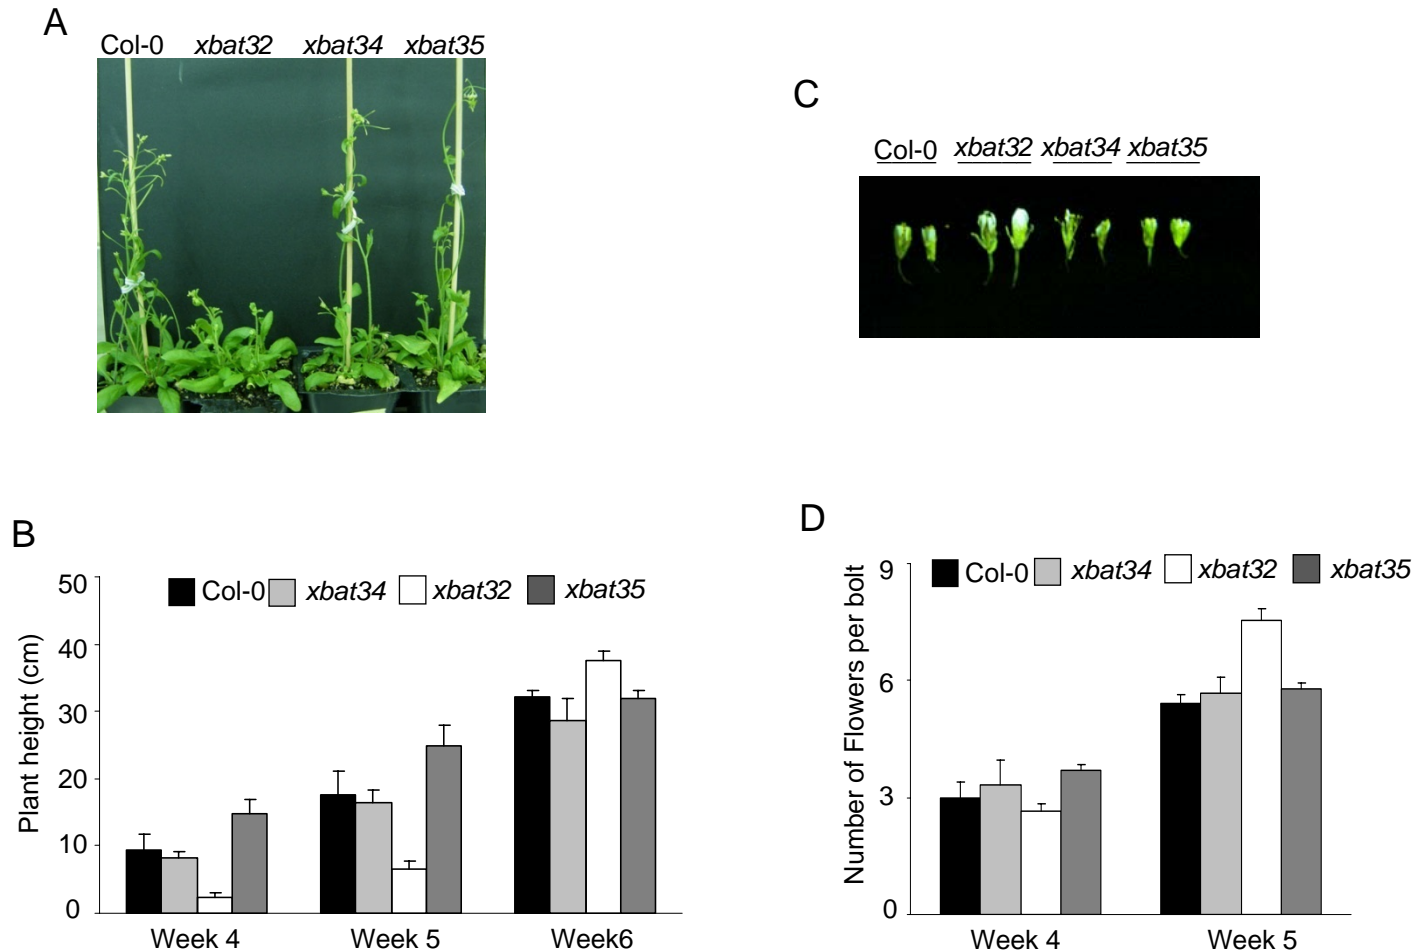 A
Col-0 xbat32 xbat34 xbat35
C
Col-0 xbat32 xbat34 xbat35
B
Plant height (cm)
50
40
30
20
10
0
Col-0 xbat34 xbat32 xbat35
Week 4 Week 5 Week6
D
Number of Flowers per bolt
9
6
3
0
Col-0 xbat34 xbat32 xbat35
Week 4 Week 5